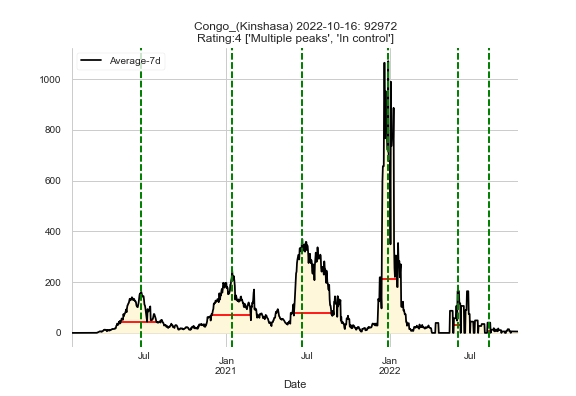 Congo_(Kinshasa) 2022-10-16: 92972
Rating:4 ['Multiple peaks', 'In control']
Average-7d
1000
800
600
400
200
0
Jul
Jan
2021
Jul
Jan
2022
Jul
Date